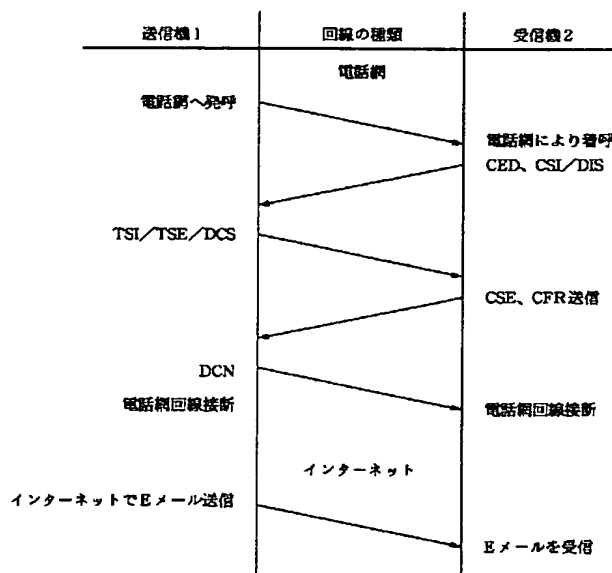 送信機1 回線の種類 受信機2
電話網
電話網へ発呼
電話網により着呼
CED、CSI／DIS
TSI／TSE／DCS
CSE、CFR送信
DCN
電話網回線接断 電話網回線接断
インターネット
インターネットでEメール送信
Eメールを受信